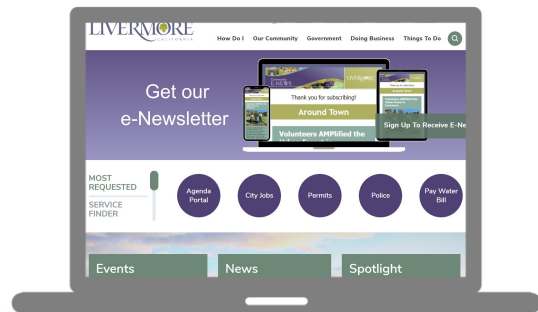 LIVERMORE
CALIFORNIA
How Do I Our Community Government Doing Business Things To Do
Get our
e-Newsletter
E-NEWS
LIVERMORE
Thank you for subscribing!
Around Town
Volunteers AMPlified the
Sign Up To Receive E-Ne
MOST
REQUESTED
SERVICE
FINDER
Agenda
Portal
City Jobs
Permits
Police
Pay Water
Bill
Events
News
Spotlight